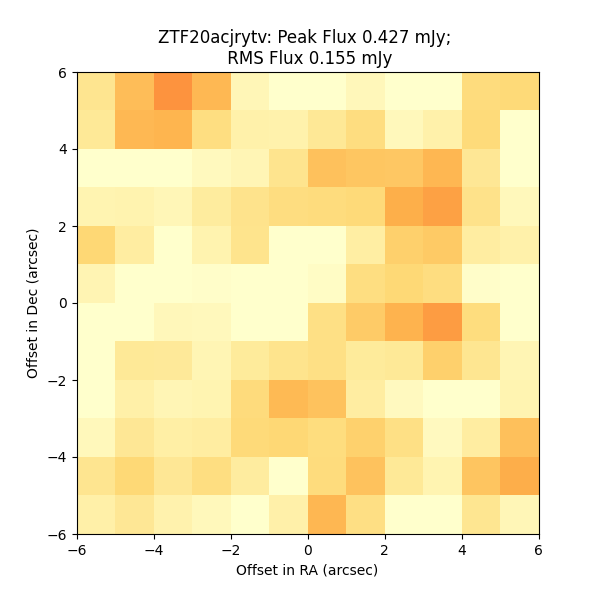 ZTF20acjrytv: Peak Flux 0.427 mJy;
RMS Flux 0.155 mJy
6
4
2
0
−2
−4
−6
Offset in Dec (arcsec)
−6 −4 −2 0 2 4 6
Offset in RA (arcsec)